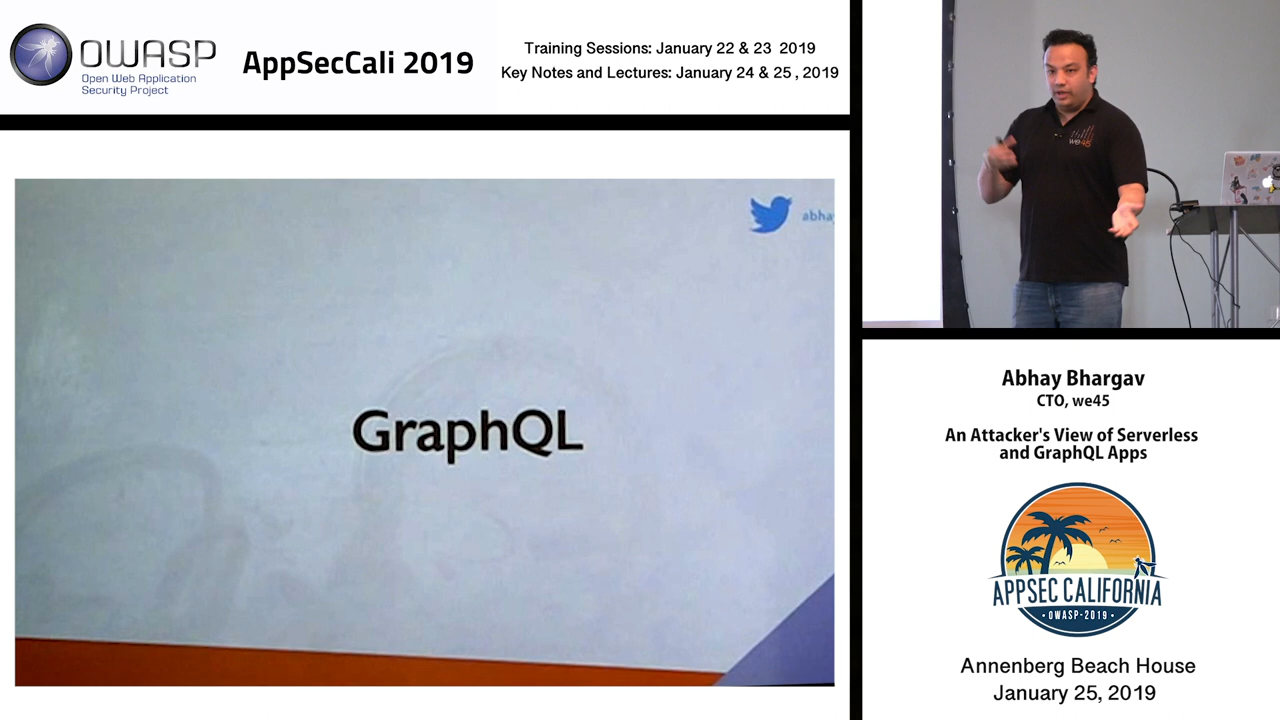 OWASP
Open Web Application
Security Project
AppSecCali 2019
Training Sessions: January 22 & 23 2019
Key Notes and Lectures: January 24 & 25 , 2019
abha
GraphQL
we45
Abhay Bhargav
CTO, we45
An Attacker's View of Serverless
and GraphQL Apps
APPSEC CALIFORNIA
• OWASP-2019 •
Annenberg Beach House
January 25, 2019